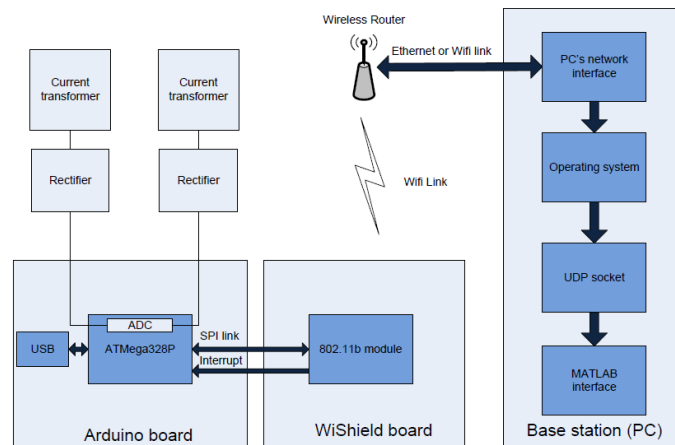 Wireless Router
Ethernet or Wifi link
PC's network
interface
Current
transformer
Current
transformer
Operating system
Rectifier
Rectifier
Wifi Link
UDP socket
ADC
USB
ATMega328P
SPI link
Interrupt
802.11b module
MATLAB
interface
Arduino board
WiShield board
Base station (PC)